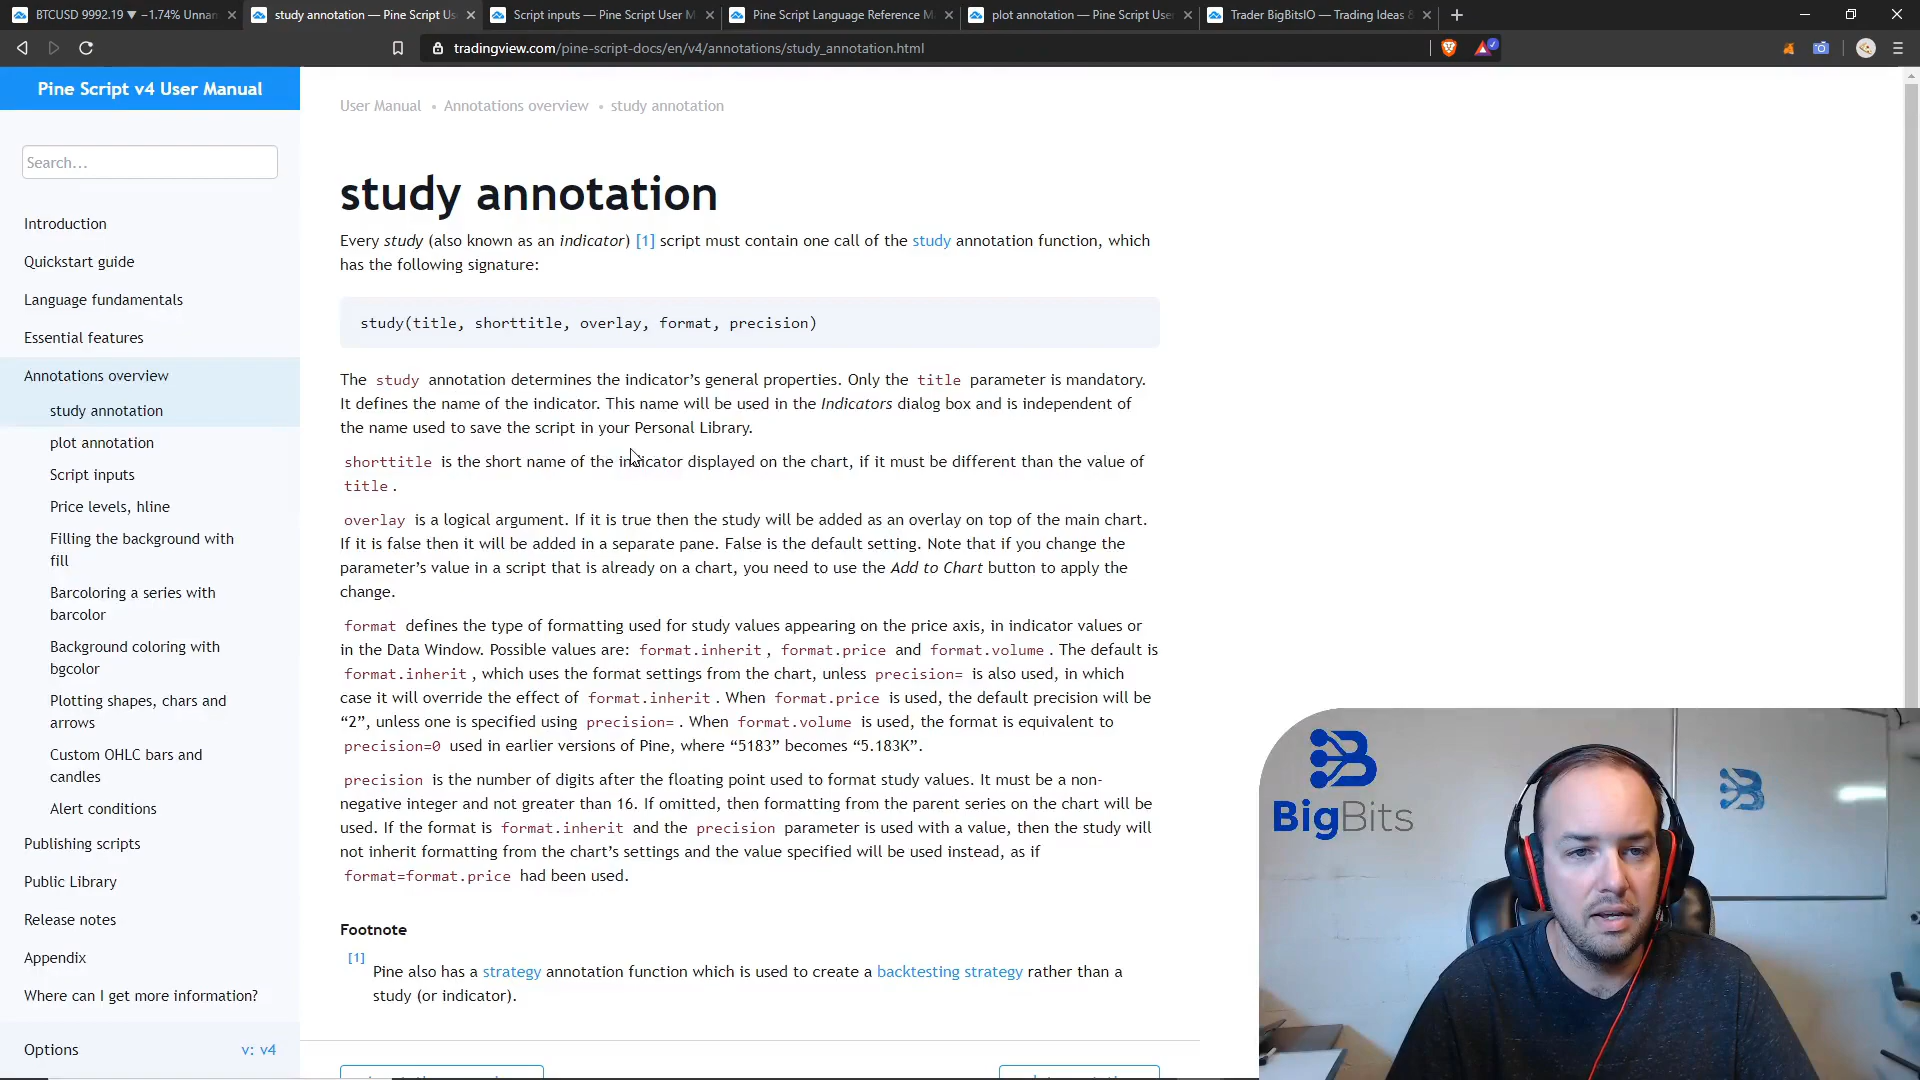 BTCUSD 9992.19 ▼ −1.74% Unnan
study annotation — Pine Script Us
Script inputs — Pine Script User M
Pine Script Language Reference M
plot annotation — Pine Script User
Trader BigBitsIO — Trading Ideas &
tradingview.com/pine-script-docs/en/v4/annotations/study_annotation.html
Pine Script v4 User Manual
Search...
Introduction
Quickstart guide
Language fundamentals
Essential features
Annotations overview
study annotation
plot annotation
Script inputs
Price levels, hline
Filling the background with
fill
Barcoloring a series with
barcolor
Background coloring with
bgcolor
Plotting shapes, chars and
arrows
Custom OHLC bars and
candles
Alert conditions
Publishing scripts
Public Library
Release notes
Appendix
Where can I get more information?
Options v: v4
User Manual • Annotations overview • study annotation
study annotation
Every study (also known as an indicator) [1] script must contain one call of the study annotation function, which
has the following signature:
study(title, shorttitle, overlay, format, precision)
The study annotation determines the indicator’s general properties. Only the title parameter is mandatory.
It defines the name of the indicator. This name will be used in the Indicators dialog box and is independent of
the name used to save the script in your Personal Library.
shorttitle is the short name of the indicator displayed on the chart, if it must be different than the value of
title .
overlay is a logical argument. If it is true then the study will be added as an overlay on top of the main chart.
If it is false then it will be added in a separate pane. False is the default setting. Note that if you change the
parameter’s value in a script that is already on a chart, you need to use the Add to Chart button to apply the
change.
format defines the type of formatting used for study values appearing on the price axis, in indicator values or
in the Data Window. Possible values are: format.inherit , format.price and format.volume . The default is
format.inherit , which uses the format settings from the chart, unless precision= is also used, in which
case it will override the effect of format.inherit . When format.price is used, the default precision will be
“2”, unless one is specified using precision= . When format.volume is used, the format is equivalent to
precision=0 used in earlier versions of Pine, where “5183” becomes “5.183K”.
precision is the number of digits after the floating point used to format study values. It must be a non-
negative integer and not greater than 16. If omitted, then formatting from the parent series on the chart will be
used. If the format is format.inherit and the precision parameter is used with a value, then the study will
not inherit formatting from the chart’s settings and the value specified will be used instead, as if
format=format.price had been used.
Footnote
[1]
Pine also has a strategy annotation function which is used to create a backtesting strategy rather than a
study (or indicator).
BigBits